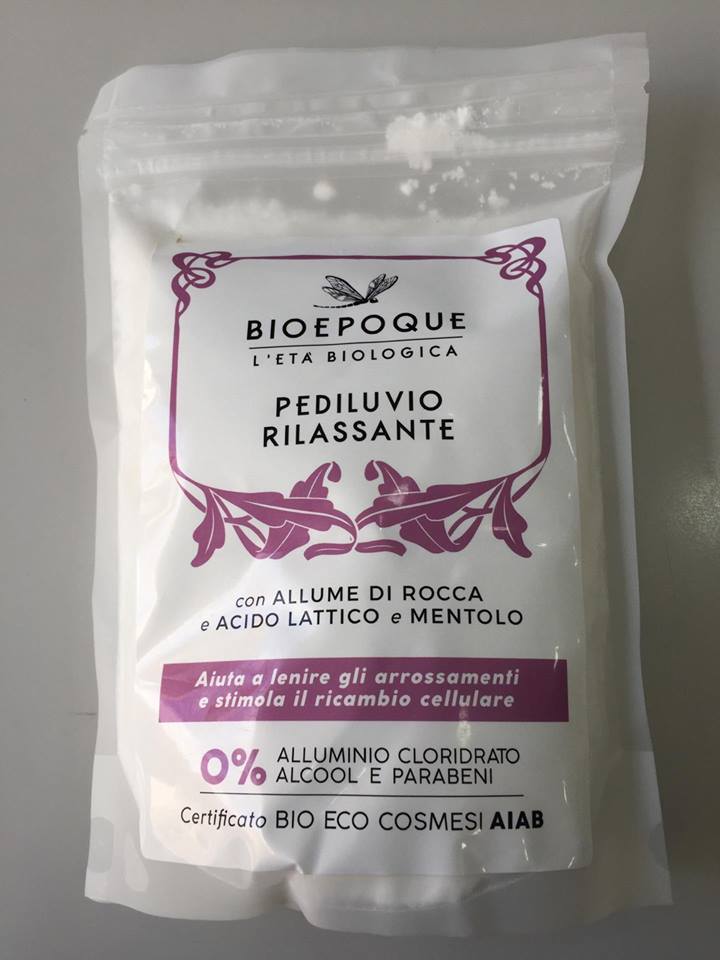 BIOEPOQUE
L'ETÀ BIOLOGICA
PEDILUVIO
RILASSANTE
con ALLUME DI ROCCA
e ACIDO LATTICO e MENTOLO
Aiuta a lenire gli arrossamenti
e stimola il ricambio cellulare
0% ALLUMINIO CLORIDRATO
ALCOOL E PARABENI
Certificato BIO ECO COSMESI AIAB